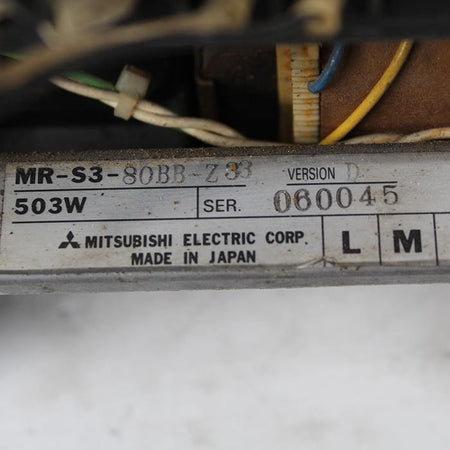 MR-S3-80BB-Z33 VERSION D
503W SER. 060045
MITSUBISHI ELECTRIC CORP. L M
MADE IN JAPAN